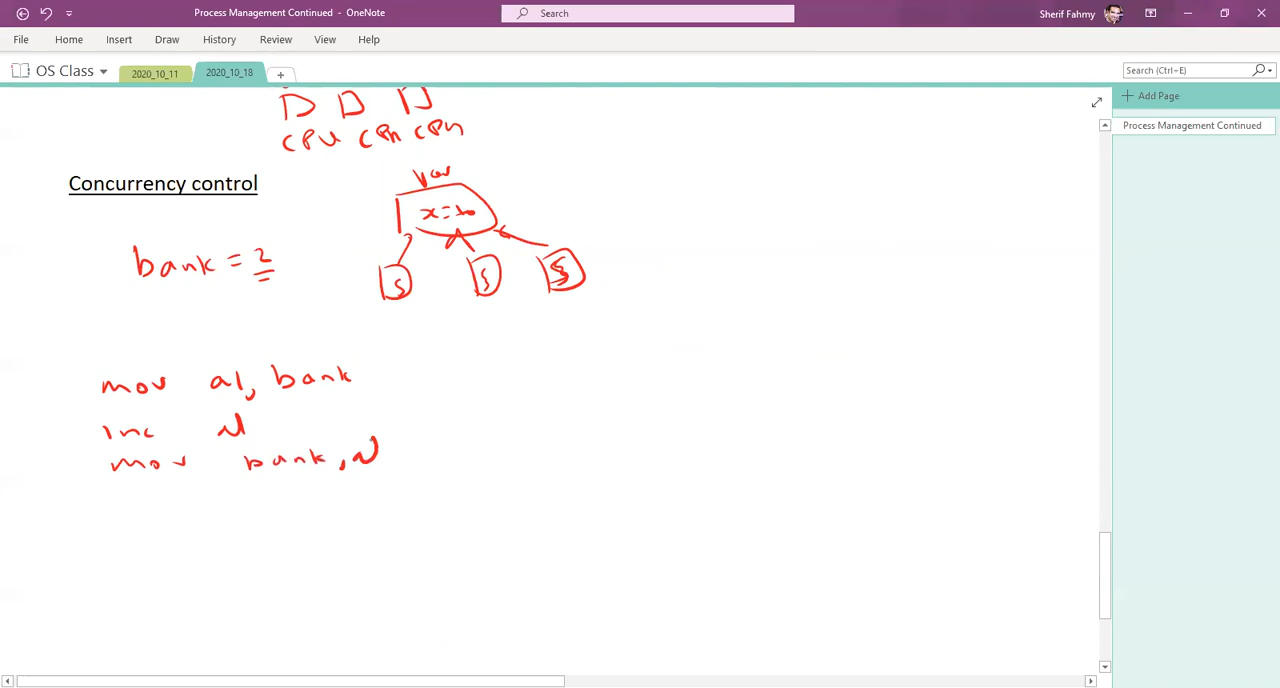 Process Management Continued - OneNote
Search
Sherif Fahmy
File Home Insert Draw History Review View Help
OS Class 2020_10_11 2020_10_18
Search (Ctrl+E)
Add Page
Process Management Continued
CPU CPU CPU
Concurrency control
Var
x=10
bank = 2
S S S
mov al, bank
inc al
mov bank, al